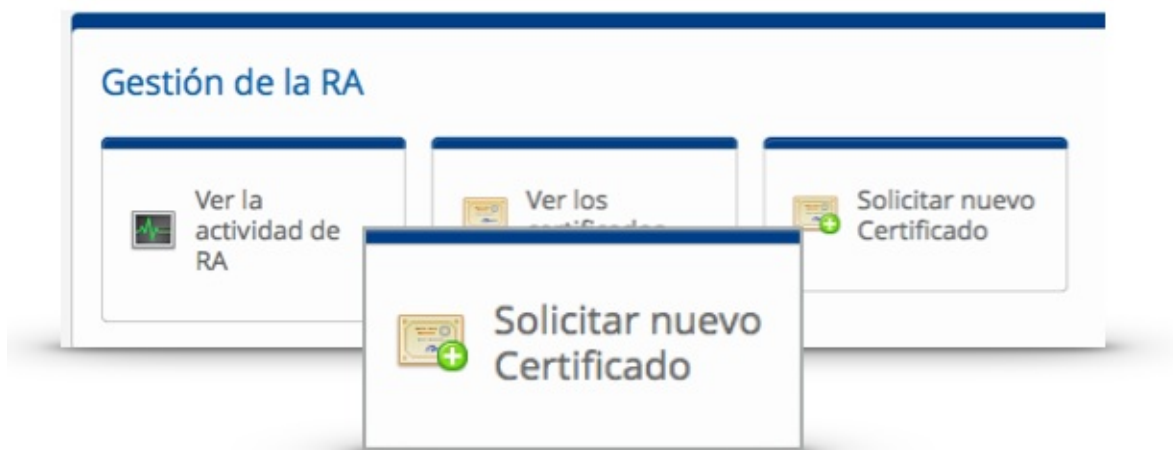 Gestión de la RA
Ver la
actividad de
RA
Ver los
Solicitar nuevo
Certificado
Solicitar nuevo
Certificado